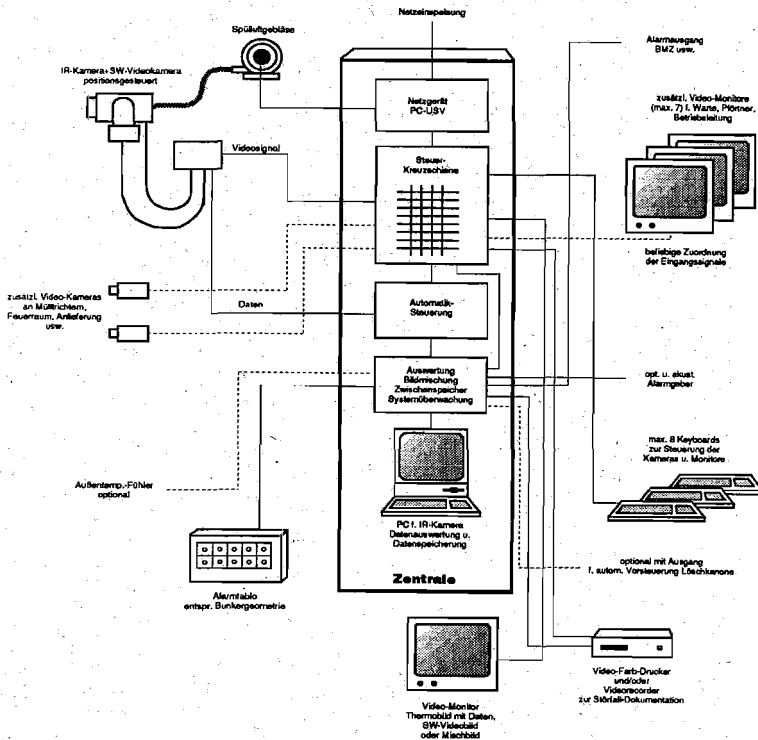 Netzeinspeisung
Spülluftgebläse
IR-Kamera+SW-Videokamera
positionsgesteuert
Alarmausgang
BMZ usw.
Netzgerät
PC-USV
zusätzl. Video-Monitore
(max. 7) f. Warte, Pförtner,
Betriebsleitung
Videosignal
Steuer-
Kreuzschiene
beliebige Zuordnung
der Eingangssignale
zusätzl. Video-Kameras
an Mülltrichtern,
Feuerraum, Anlieferung
usw.
Daten
Automatik-
Steuerung
Auswertung
Bildmischung
Zwischenspeicher
Systemüberwachung
opt. u. akust.
Alarmgeber
max. 8 Keyboards
zur Steuerung der
Kameras u. Monitore
Außentemp.-Fühler
optional
PC f. IR-Kamera
Datenauswertung u.
Datenspeicherung
optional mit Ausgang
f. autom. Vorsteuerung Löschkanone
Zentrale
Alarmtablo
entspr. Bunkergeometrie
Video-Farb-Drucker
und/oder
Videorecorder
zur Störfall-Dokumentation
Video-Monitor
Thermobild mit Daten,
SW-Videobild
oder Mischbild